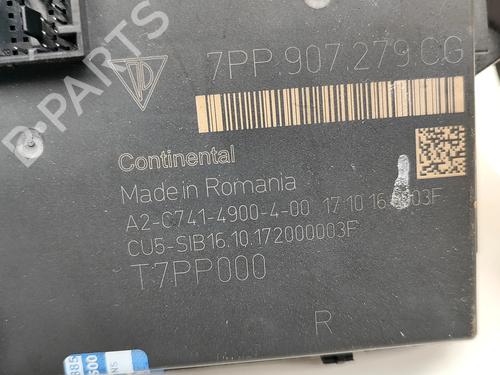 7PP.907.279.CG
Continental
Made in Romania
A2-C741-4900-4-00 17.10.16 03F
CU5-SIB16.10.172000003F
T7PP000
R
B-Parts